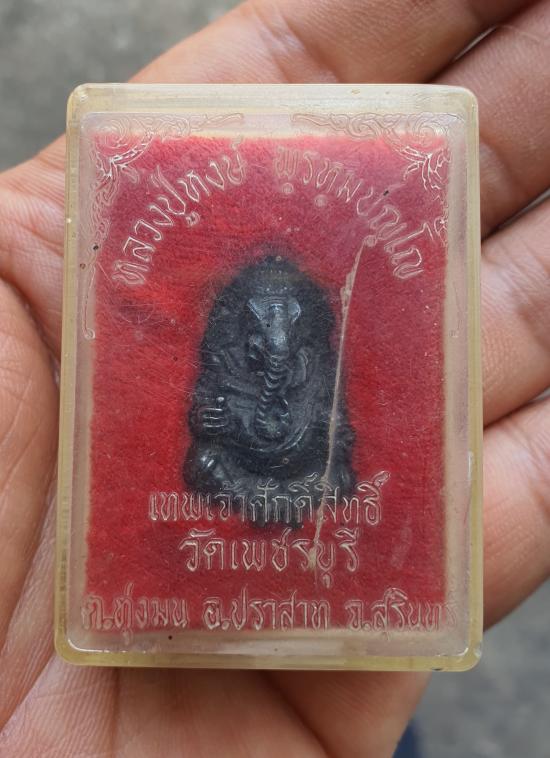 หลวงปู่หงษ์ พรหมปัญโญ
เทพเจ้าศักดิ์สิทธิ์
วัดเพชรบุรี
ต.ทุ่งมน อ.ปราสาท จ.สุรินทร์